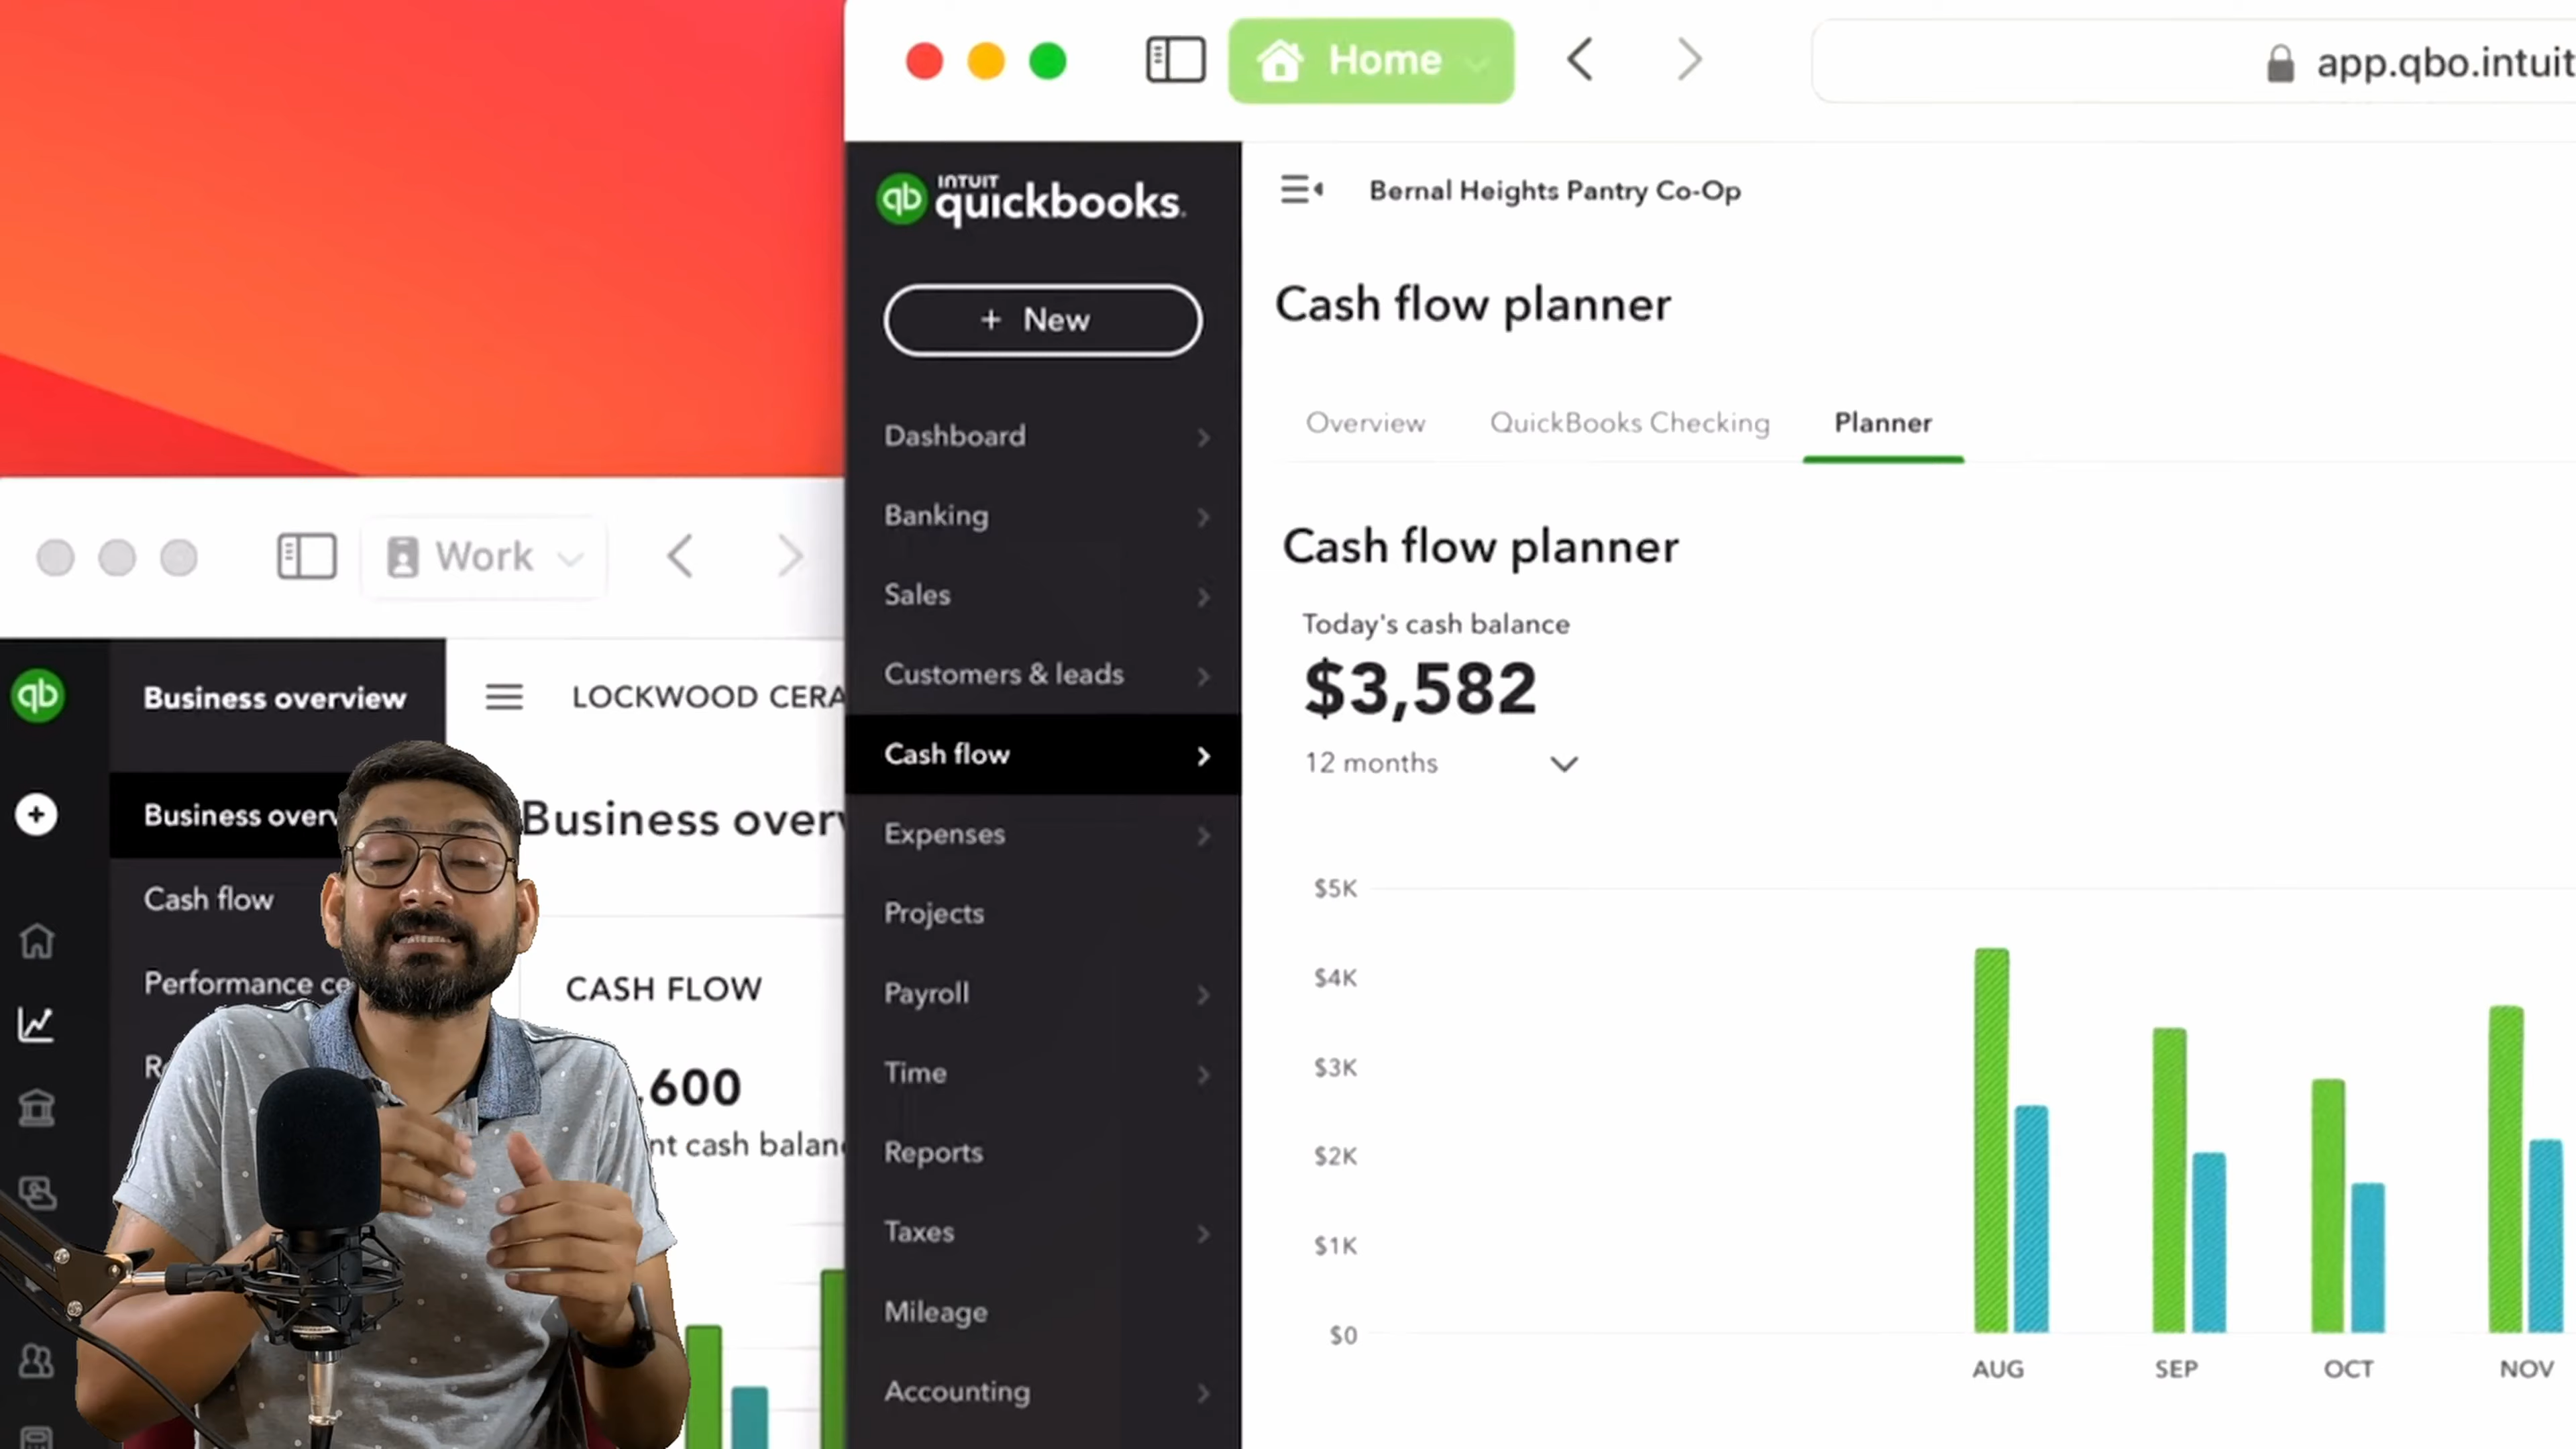 Home
app.qbo.intuit
INTUIT
quickbooks.
Bernal Heights Pantry Co-Op
+ New
Cash flow planner
Dashboard
Banking
Sales
Customers & leads
Cash flow
Expenses
Projects
Payroll
Time
Reports
Taxes
Mileage
Accounting
Overview
QuickBooks Checking
Planner
Cash flow planner
Today's cash balance
$3,582
12 months
$5K
$4K
$3K
$2K
$1K
$0
AUG
SEP
OCT
NOV
Work
qb
Business overview
LOCKWOOD CERA
Business overv
Business overv
Cash flow
Performance ce
CASH FLOW
,600
nt cash balan